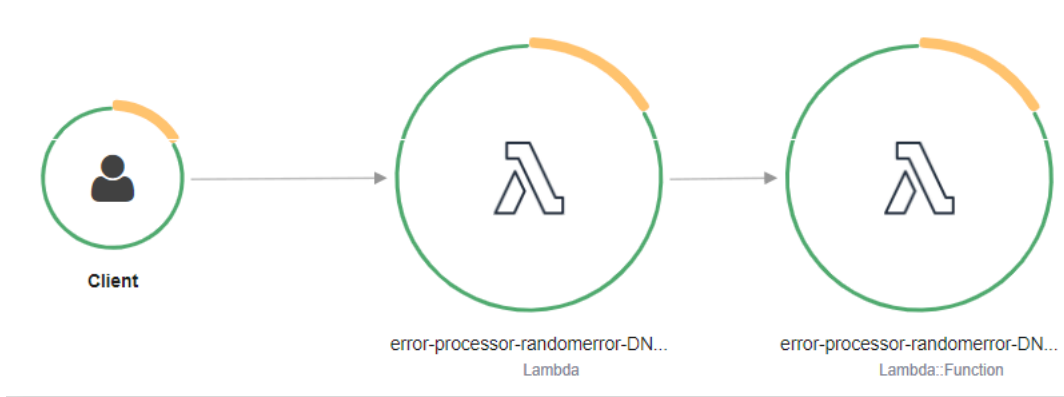 Client
error-processor-randomerror-DN...
Lambda
error-processor-randomerror-DN...
Lambda::Function